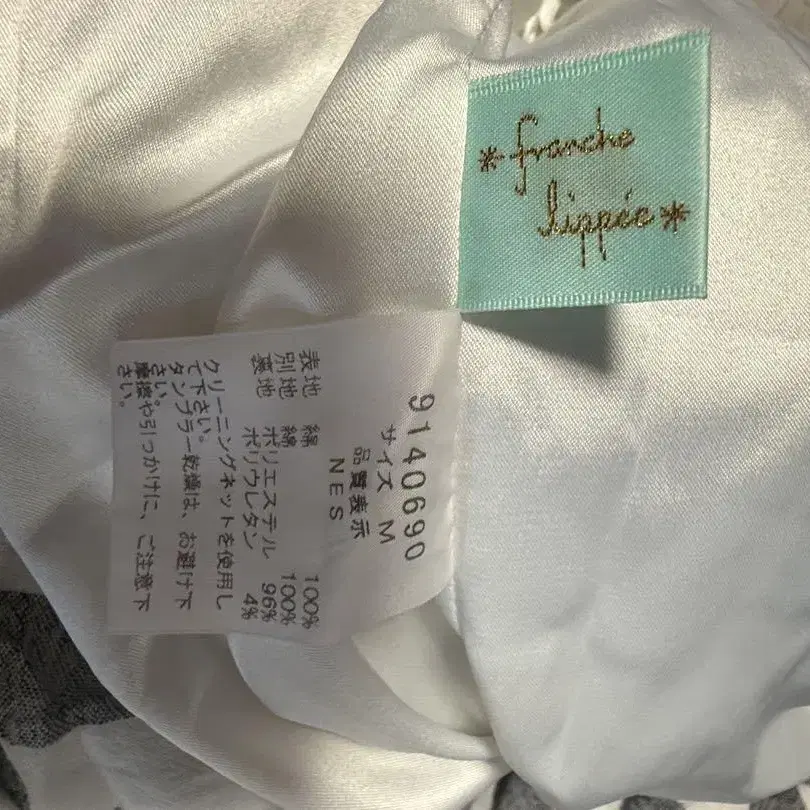 *franche
lippée*
9140690
サイズ M
品質表示
NES
表地 綿 100%
別地 綿 100%
裏地 ポリエステル 96%
ポリウレタン 4%
クリーニングネットを使用し
て下さい。
タンブラー乾燥は、お避け下
さい。
摩擦や引っかけに、ご注意下
さい。